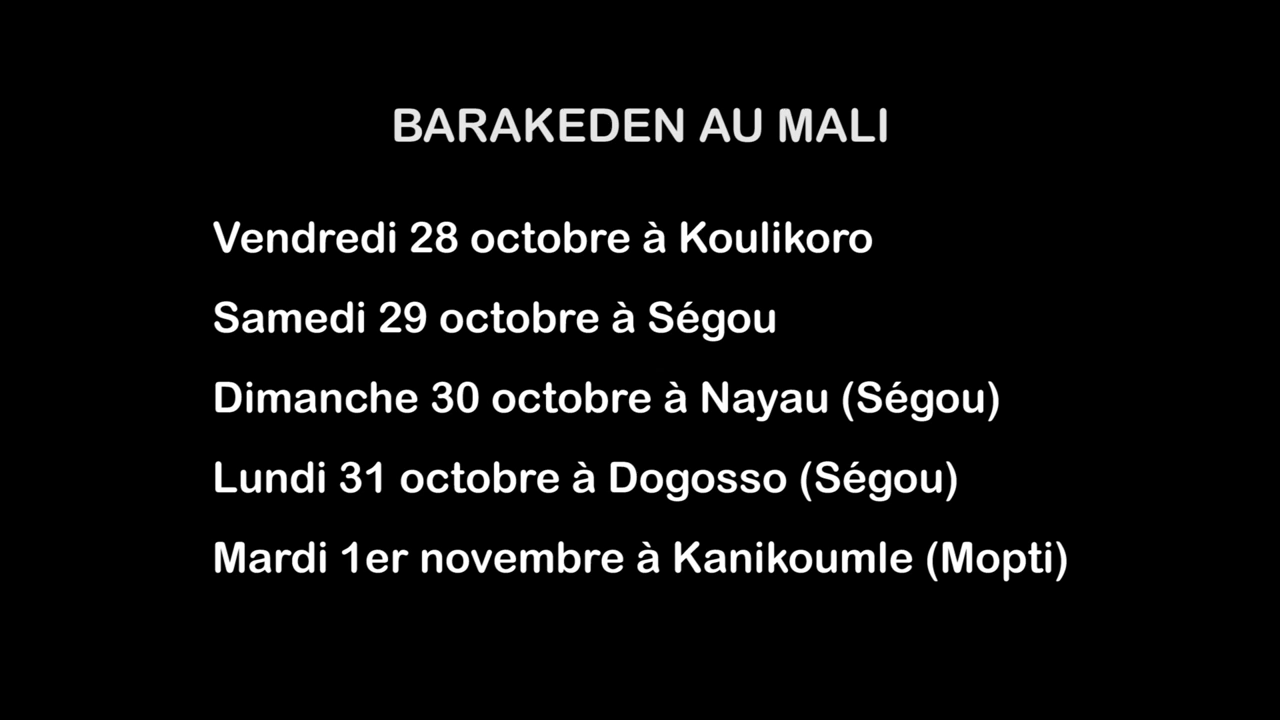 BARAKEDEN AU MALI
Vendredi 28 octobre à Koulikoro
Samedi 29 octobre à Ségou
Dimanche 30 octobre à Nayau (Ségou)
Lundi 31 octobre à Dogosso (Ségou)
Mardi 1er novembre à Kanikoumle (Mopti)